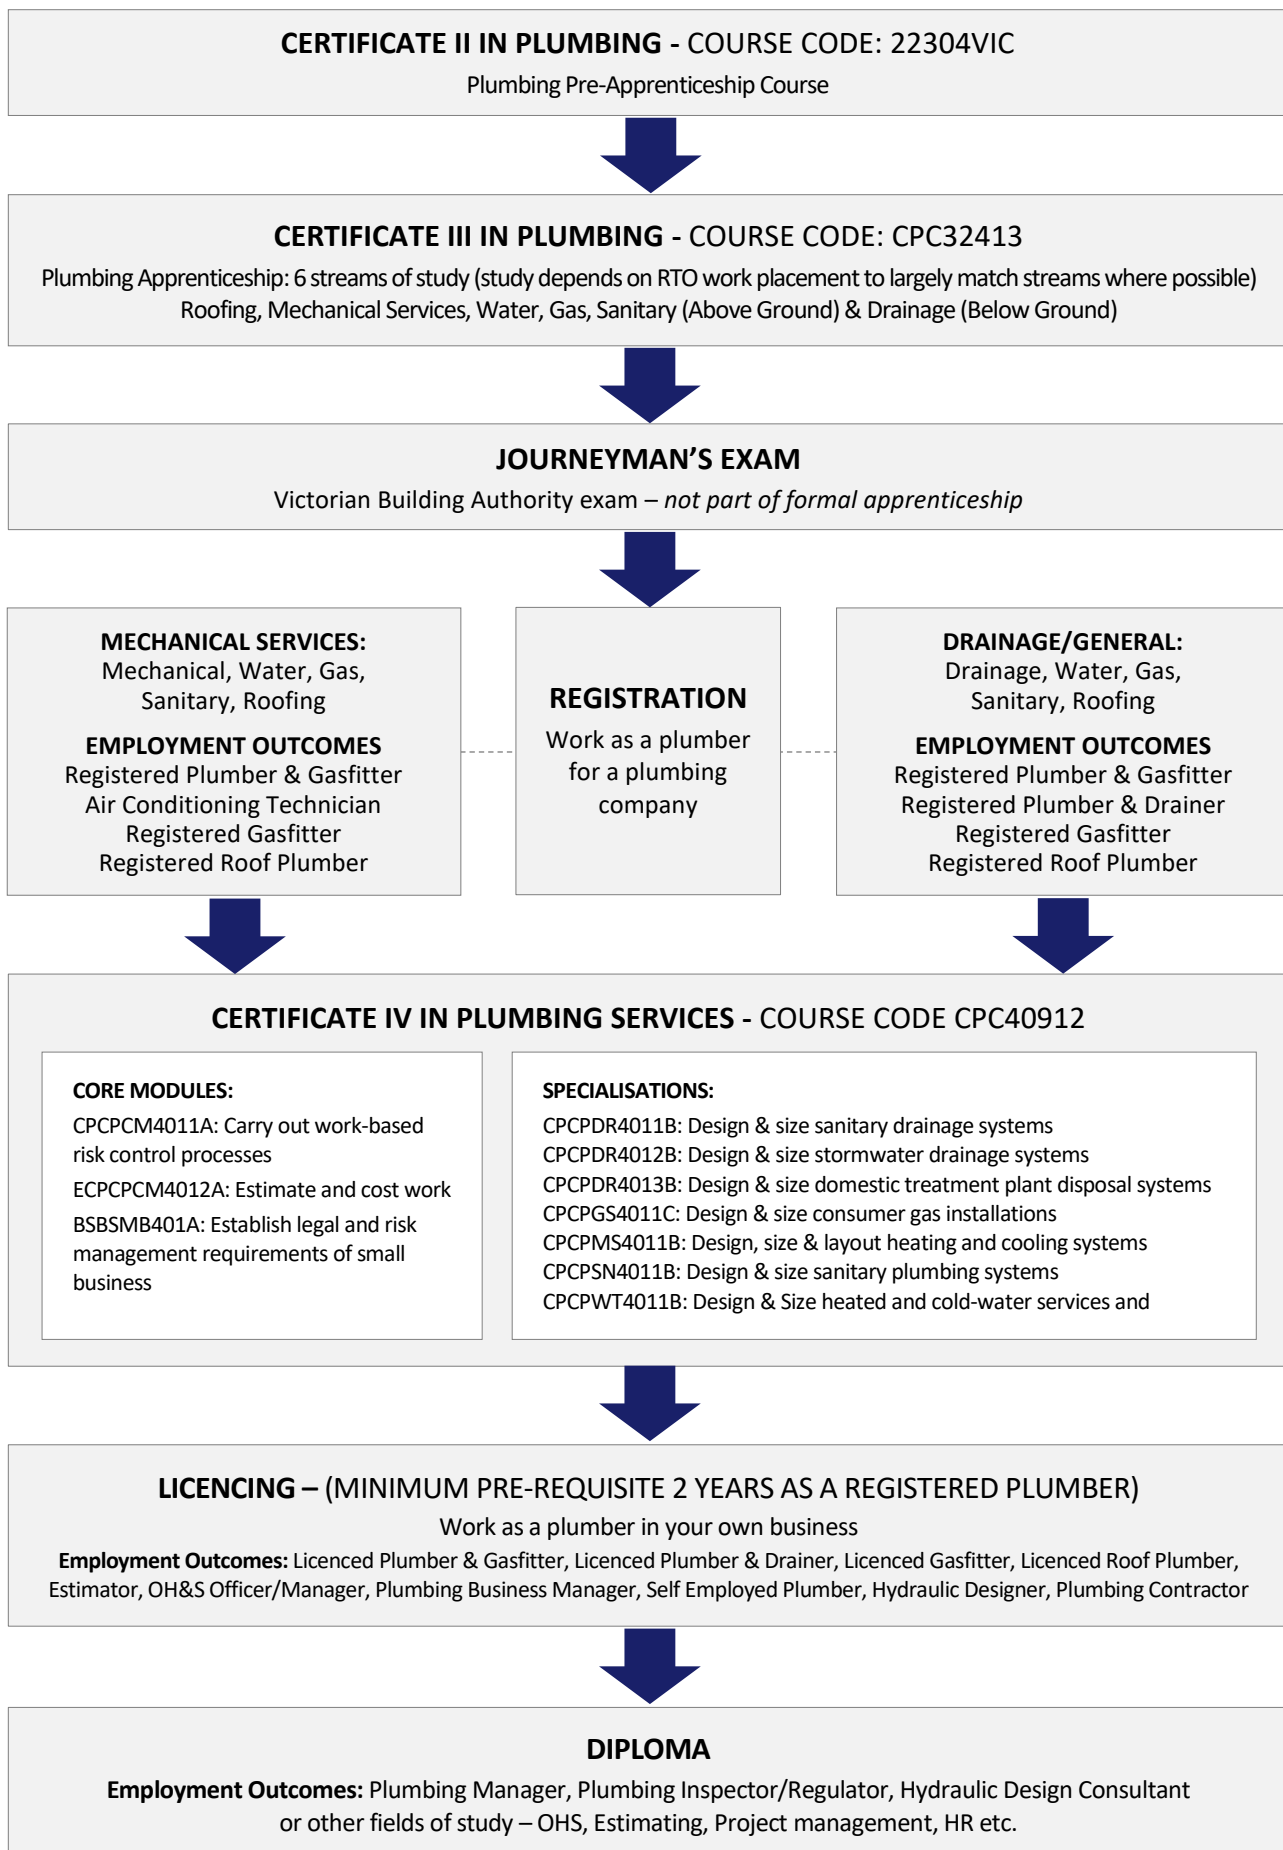 CERTIFICATE II IN PLUMBING - COURSE CODE: 22304VIC
Plumbing Pre-Apprenticeship Course
CERTIFICATE III IN PLUMBING - COURSE CODE: CPC32413
Plumbing Apprenticeship: 6 streams of study (study depends on RTO work placement to largely match streams where possible)
Roofing, Mechanical Services, Water, Gas, Sanitary (Above Ground) & Drainage (Below Ground)
JOURNEYMAN’S EXAM
Victorian Building Authority exam – not part of formal apprenticeship
MECHANICAL SERVICES:
Mechanical, Water, Gas,
Sanitary, Roofing
EMPLOYMENT OUTCOMES
Registered Plumber & Gasfitter
Air Conditioning Technician
Registered Gasfitter
Registered Roof Plumber
REGISTRATION
Work as a plumber
for a plumbing
company
DRAINAGE/GENERAL:
Drainage, Water, Gas,
Sanitary, Roofing
EMPLOYMENT OUTCOMES
Registered Plumber & Gasfitter
Registered Plumber & Drainer
Registered Gasfitter
Registered Roof Plumber
CERTIFICATE IV IN PLUMBING SERVICES - COURSE CODE CPC40912
CORE MODULES:
CPCPCM4011A: Carry out work-based
risk control processes
ECPCPCM4012A: Estimate and cost work
BSBSMB401A: Establish legal and risk
management requirements of small
business
SPECIALISATIONS:
CPCPDR4011B: Design & size sanitary drainage systems
CPCPDR4012B: Design & size stormwater drainage systems
CPCPDR4013B: Design & size domestic treatment plant disposal systems
CPCPGS4011C: Design & size consumer gas installations
CPCPMS4011B: Design, size & layout heating and cooling systems
CPCPSN4011B: Design & size sanitary plumbing systems
CPCPWT4011B: Design & Size heated and cold-water services and
LICENCING – (MINIMUM PRE-REQUISITE 2 YEARS AS A REGISTERED PLUMBER)
Work as a plumber in your own business
Employment Outcomes: Licenced Plumber & Gasfitter, Licenced Plumber & Drainer, Licenced Gasfitter, Licenced Roof Plumber,
Estimator, OH&S Officer/Manager, Plumbing Business Manager, Self Employed Plumber, Hydraulic Designer, Plumbing Contractor
DIPLOMA
Employment Outcomes: Plumbing Manager, Plumbing Inspector/Regulator, Hydraulic Design Consultant
or other fields of study – OHS, Estimating, Project management, HR etc.